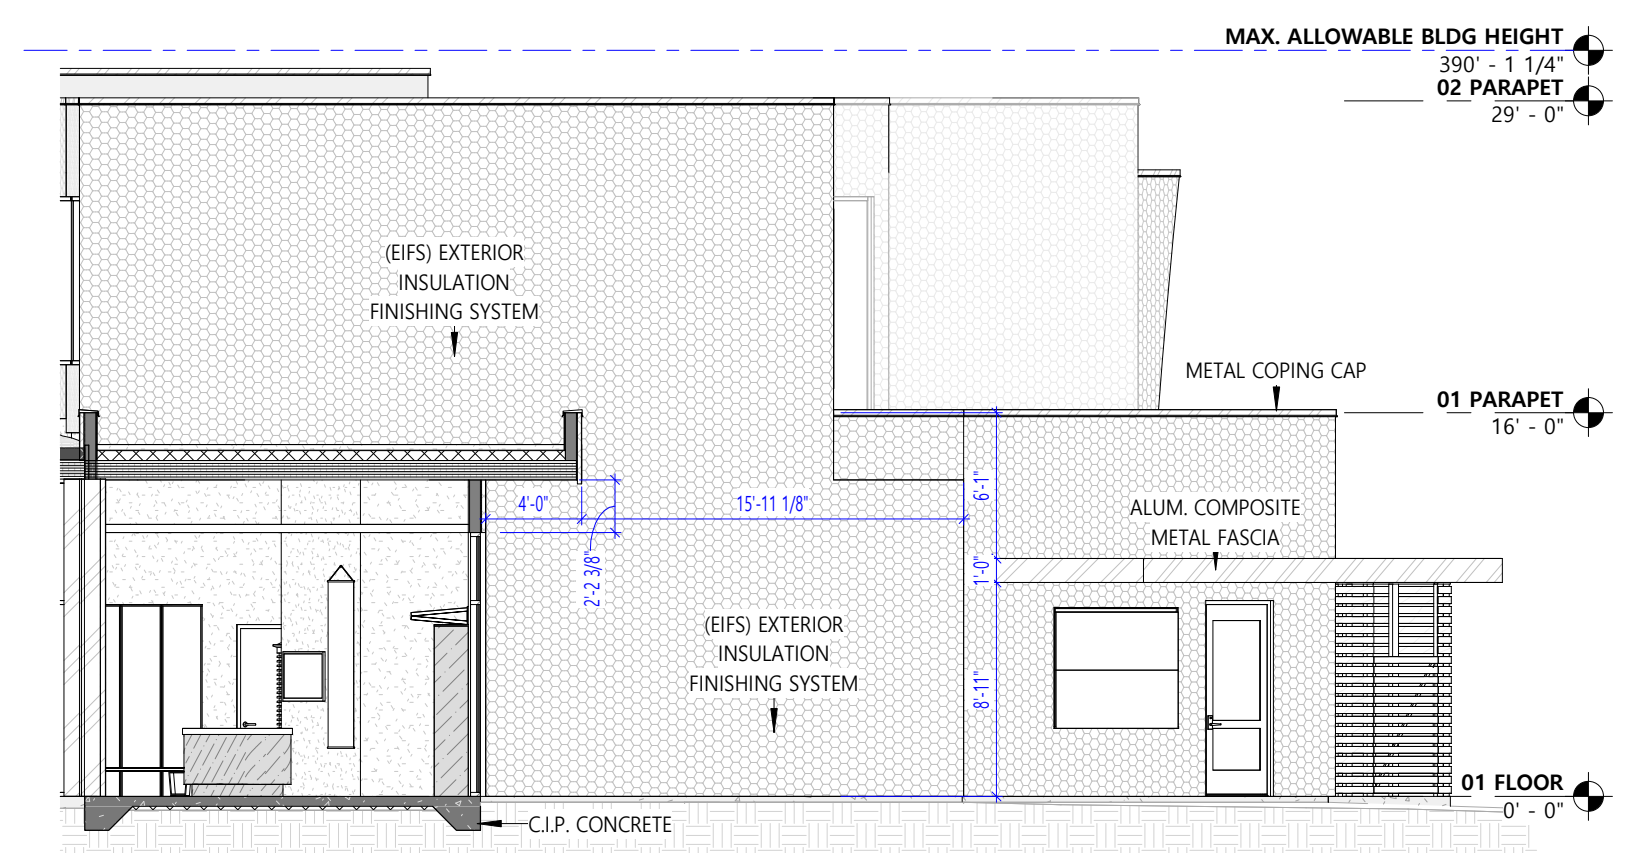 MAX. ALLOWABLE BLDG HEIGHT
390' - 1 1/4"
02 PARAPET
29' - 0"
(EIFS) EXTERIOR
INSULATION
FINISHING SYSTEM
METAL COPING CAP
01 PARAPET
16' - 0"
4'-0"
15'-11 1/8"
6'-1"
ALUM. COMPOSITE
METAL FASCIA
2'-2 3/8"
1'-0"
(EIFS) EXTERIOR
INSULATION
FINISHING SYSTEM
8'-11"
01 FLOOR
0' - 0"
C.I.P. CONCRETE